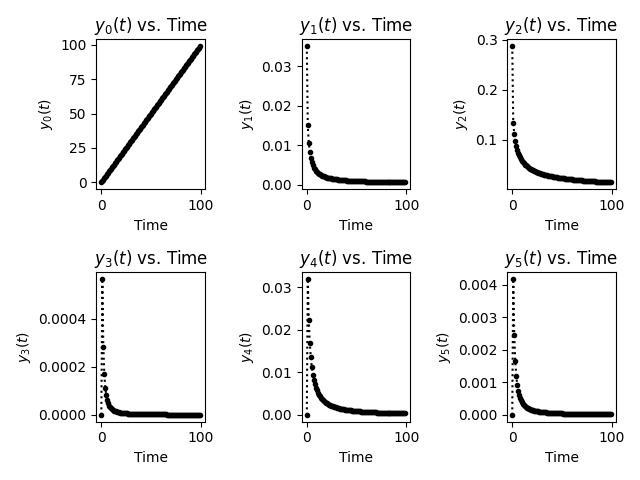 y₀(t) vs. Time
y₁(t) vs. Time
y₂(t) vs. Time
100
75
50
25
0
y₀(t)
0
100
Time
0.03
0.02
0.01
0.00
y₁(t)
0
100
Time
0.3
0.2
0.1
y₂(t)
0
100
Time
y₃(t) vs. Time
y₄(t) vs. Time
y₅(t) vs. Time
0.0004
0.0002
0.0000
y₃(t)
0
100
Time
0.03
0.02
0.01
0.00
y₄(t)
0
100
Time
0.004
0.003
0.002
0.001
0.000
y₅(t)
0
100
Time